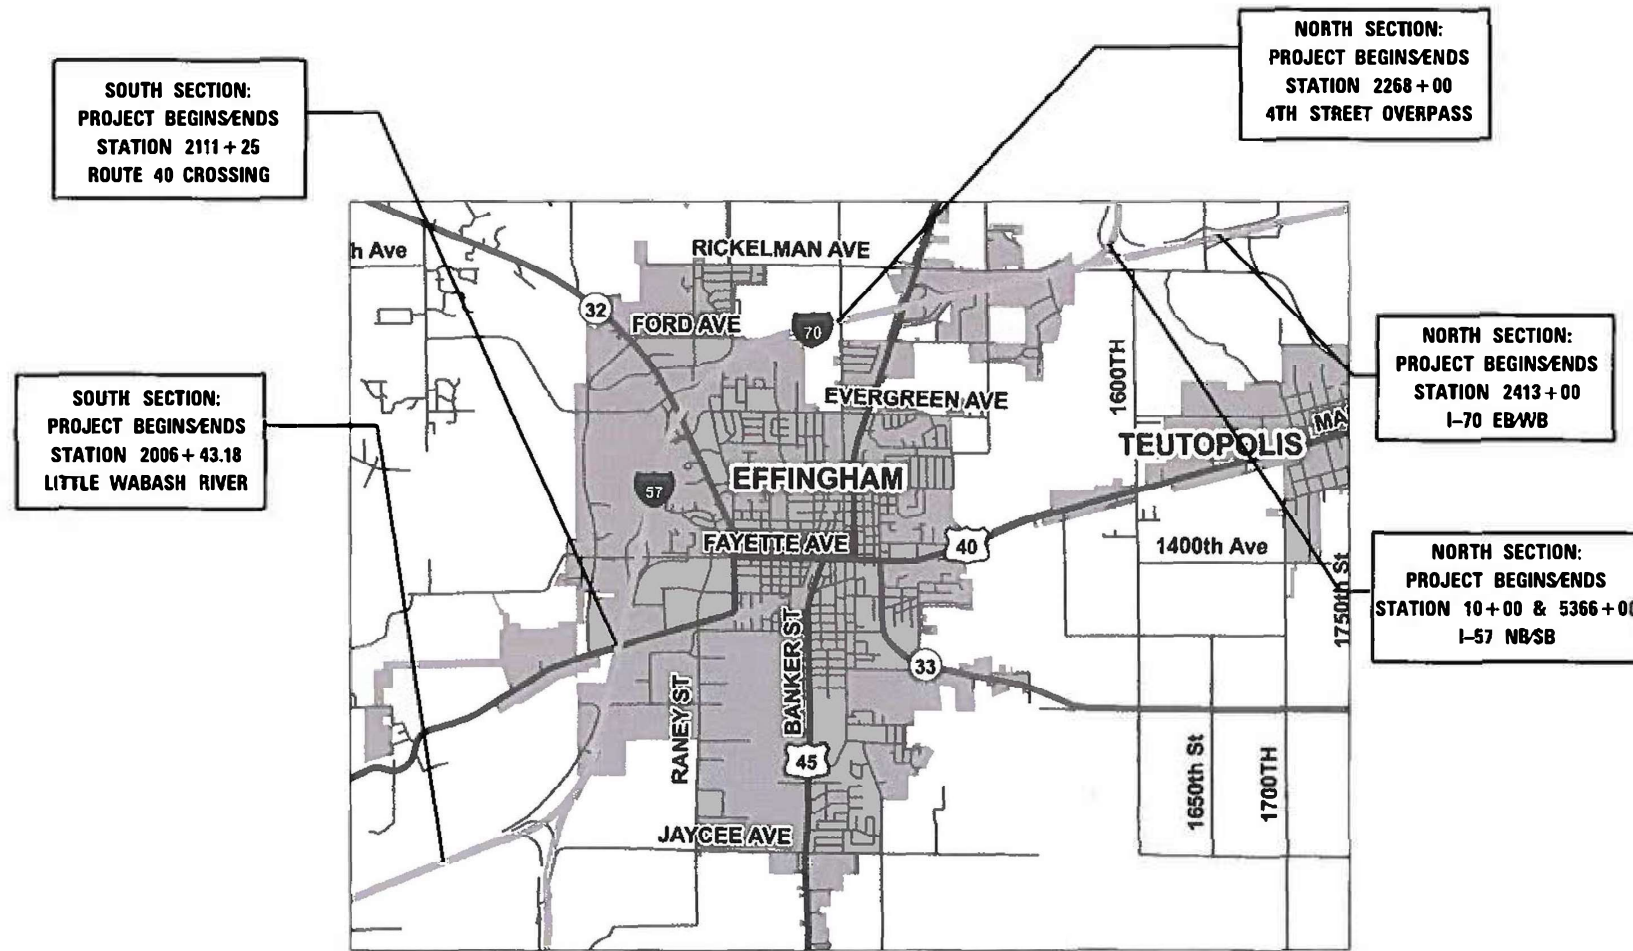 SOUTH SECTION:
PROJECT BEGINS/ENDS
STATION 2111+25
ROUTE 40 CROSSING
NORTH SECTION:
PROJECT BEGINS/ENDS
STATION 2268+00
4TH STREET OVERPASS
h Ave
RICKELMAN AVE
32
FORD AVE
70
NORTH SECTION:
PROJECT BEGINS/ENDS
STATION 2413+00
I-70 EB/WB
SOUTH SECTION:
PROJECT BEGINS/ENDS
STATION 2006+43.18
LITTLE WABASH RIVER
1600TH
EVERGREEN AVE
MA
TEUTOPOLIS
EFFINGHAM
57
FAYETTE AVE
40
1400th Ave
NORTH SECTION:
PROJECT BEGINS/ENDS
STATION 10+00 & 5366+00
I-57 NB/SB
1750th St
33
RANEY ST
BANKER ST
45
1650th St
1700TH
JAYCEE AVE